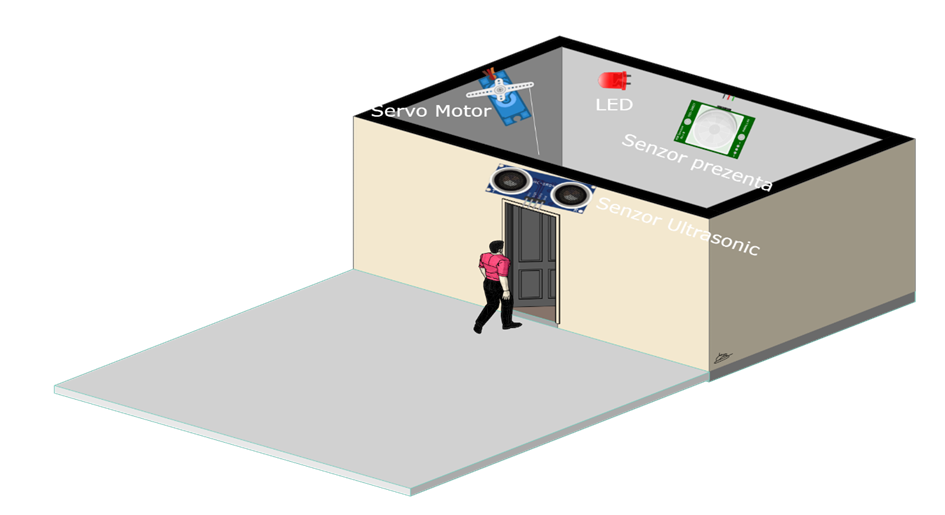 LED
Servo Motor
Senzor prezenta
Senzor Ultrasonic